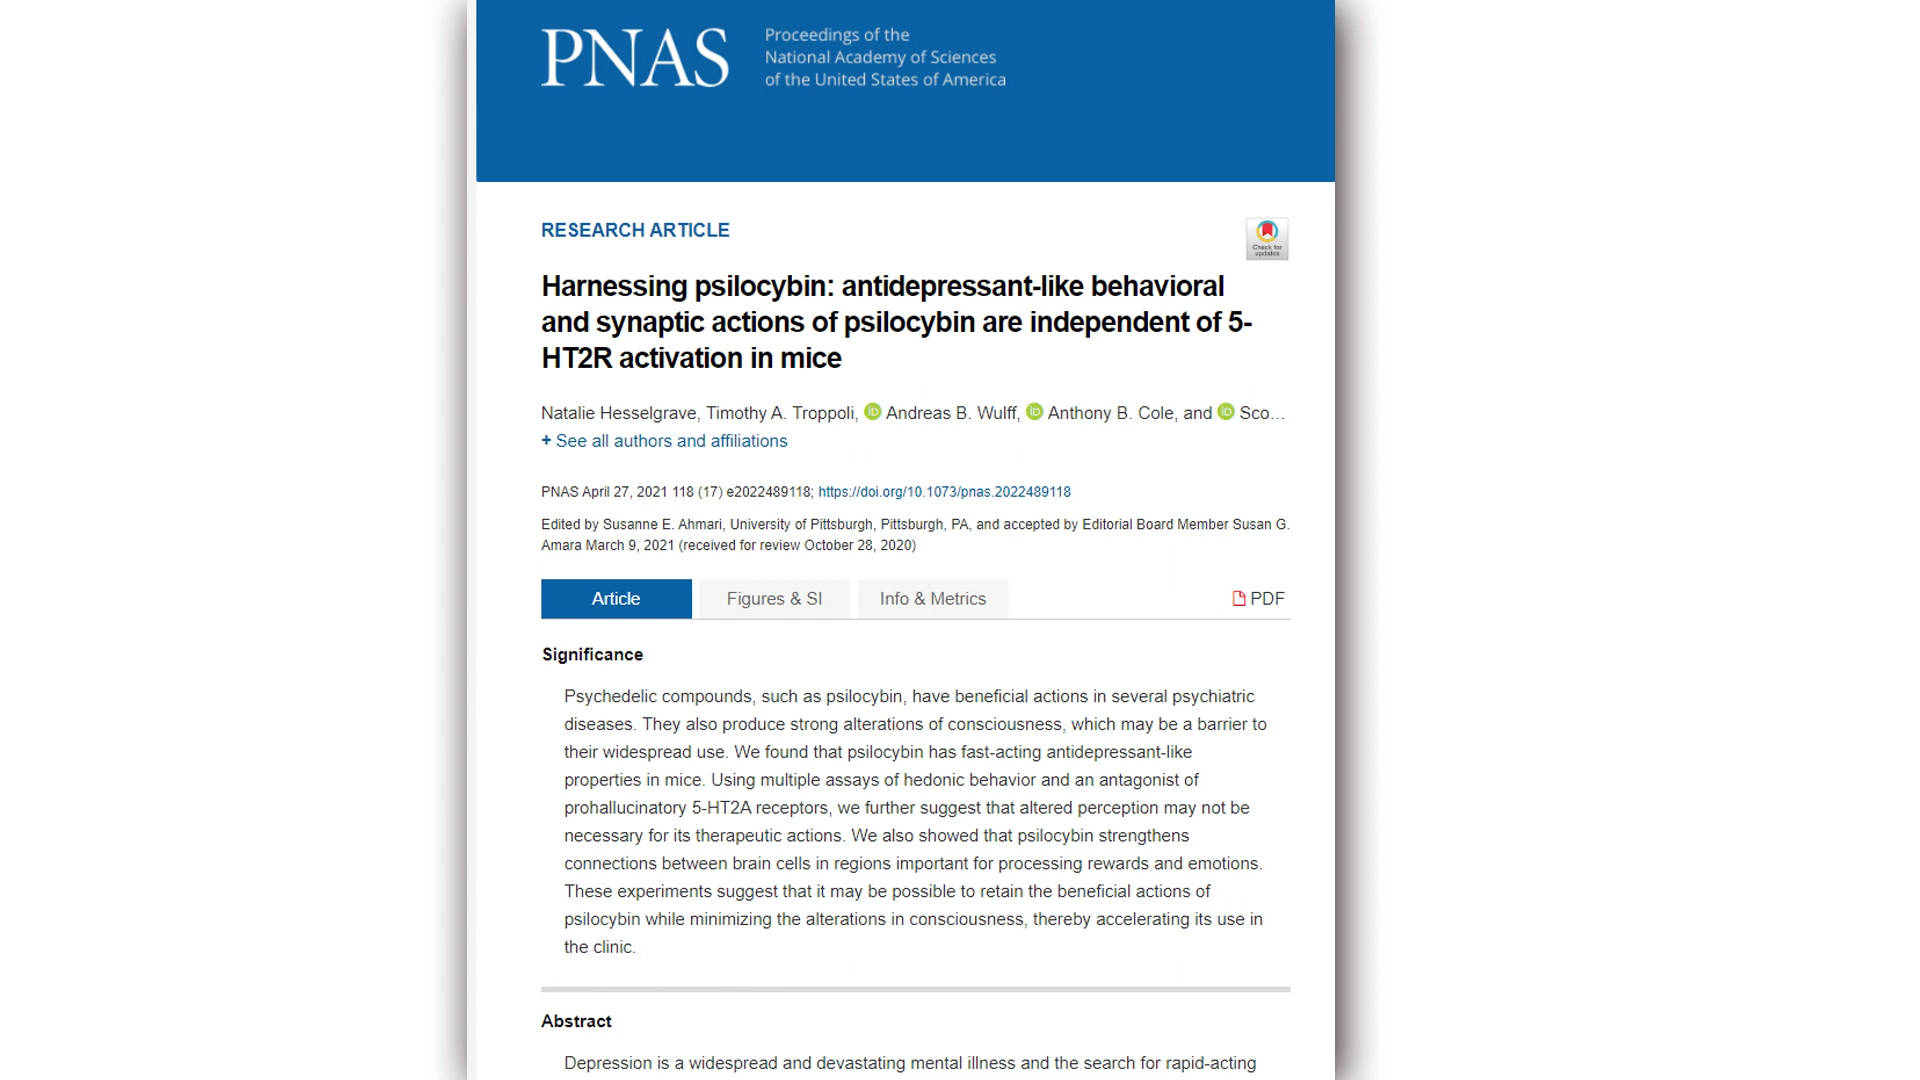 PNAS
Proceedings of the
National Academy of Sciences
of the United States of America
RESEARCH ARTICLE
Check for
updates
Harnessing psilocybin: antidepressant-like behavioral
and synaptic actions of psilocybin are independent of 5-
HT2R activation in mice
Natalie Hesselgrave, Timothy A. Troppoli, iD Andreas B. Wulff, iD Anthony B. Cole, and iD Sco...
+ See all authors and affiliations
PNAS April 27, 2021 118 (17) e2022489118; https://doi.org/10.1073/pnas.2022489118
Edited by Susanne E. Ahmari, University of Pittsburgh, Pittsburgh, PA, and accepted by Editorial Board Member Susan G.
Amara March 9, 2021 (received for review October 28, 2020)
Article
Figures & SI
Info & Metrics
PDF
Significance
Psychedelic compounds, such as psilocybin, have beneficial actions in several psychiatric
diseases. They also produce strong alterations of consciousness, which may be a barrier to
their widespread use. We found that psilocybin has fast-acting antidepressant-like
properties in mice. Using multiple assays of hedonic behavior and an antagonist of
prohallucinatory 5-HT2A receptors, we further suggest that altered perception may not be
necessary for its therapeutic actions. We also showed that psilocybin strengthens
connections between brain cells in regions important for processing rewards and emotions.
These experiments suggest that it may be possible to retain the beneficial actions of
psilocybin while minimizing the alterations in consciousness, thereby accelerating its use in
the clinic.
Abstract
Depression is a widespread and devastating mental illness and the search for rapid-acting